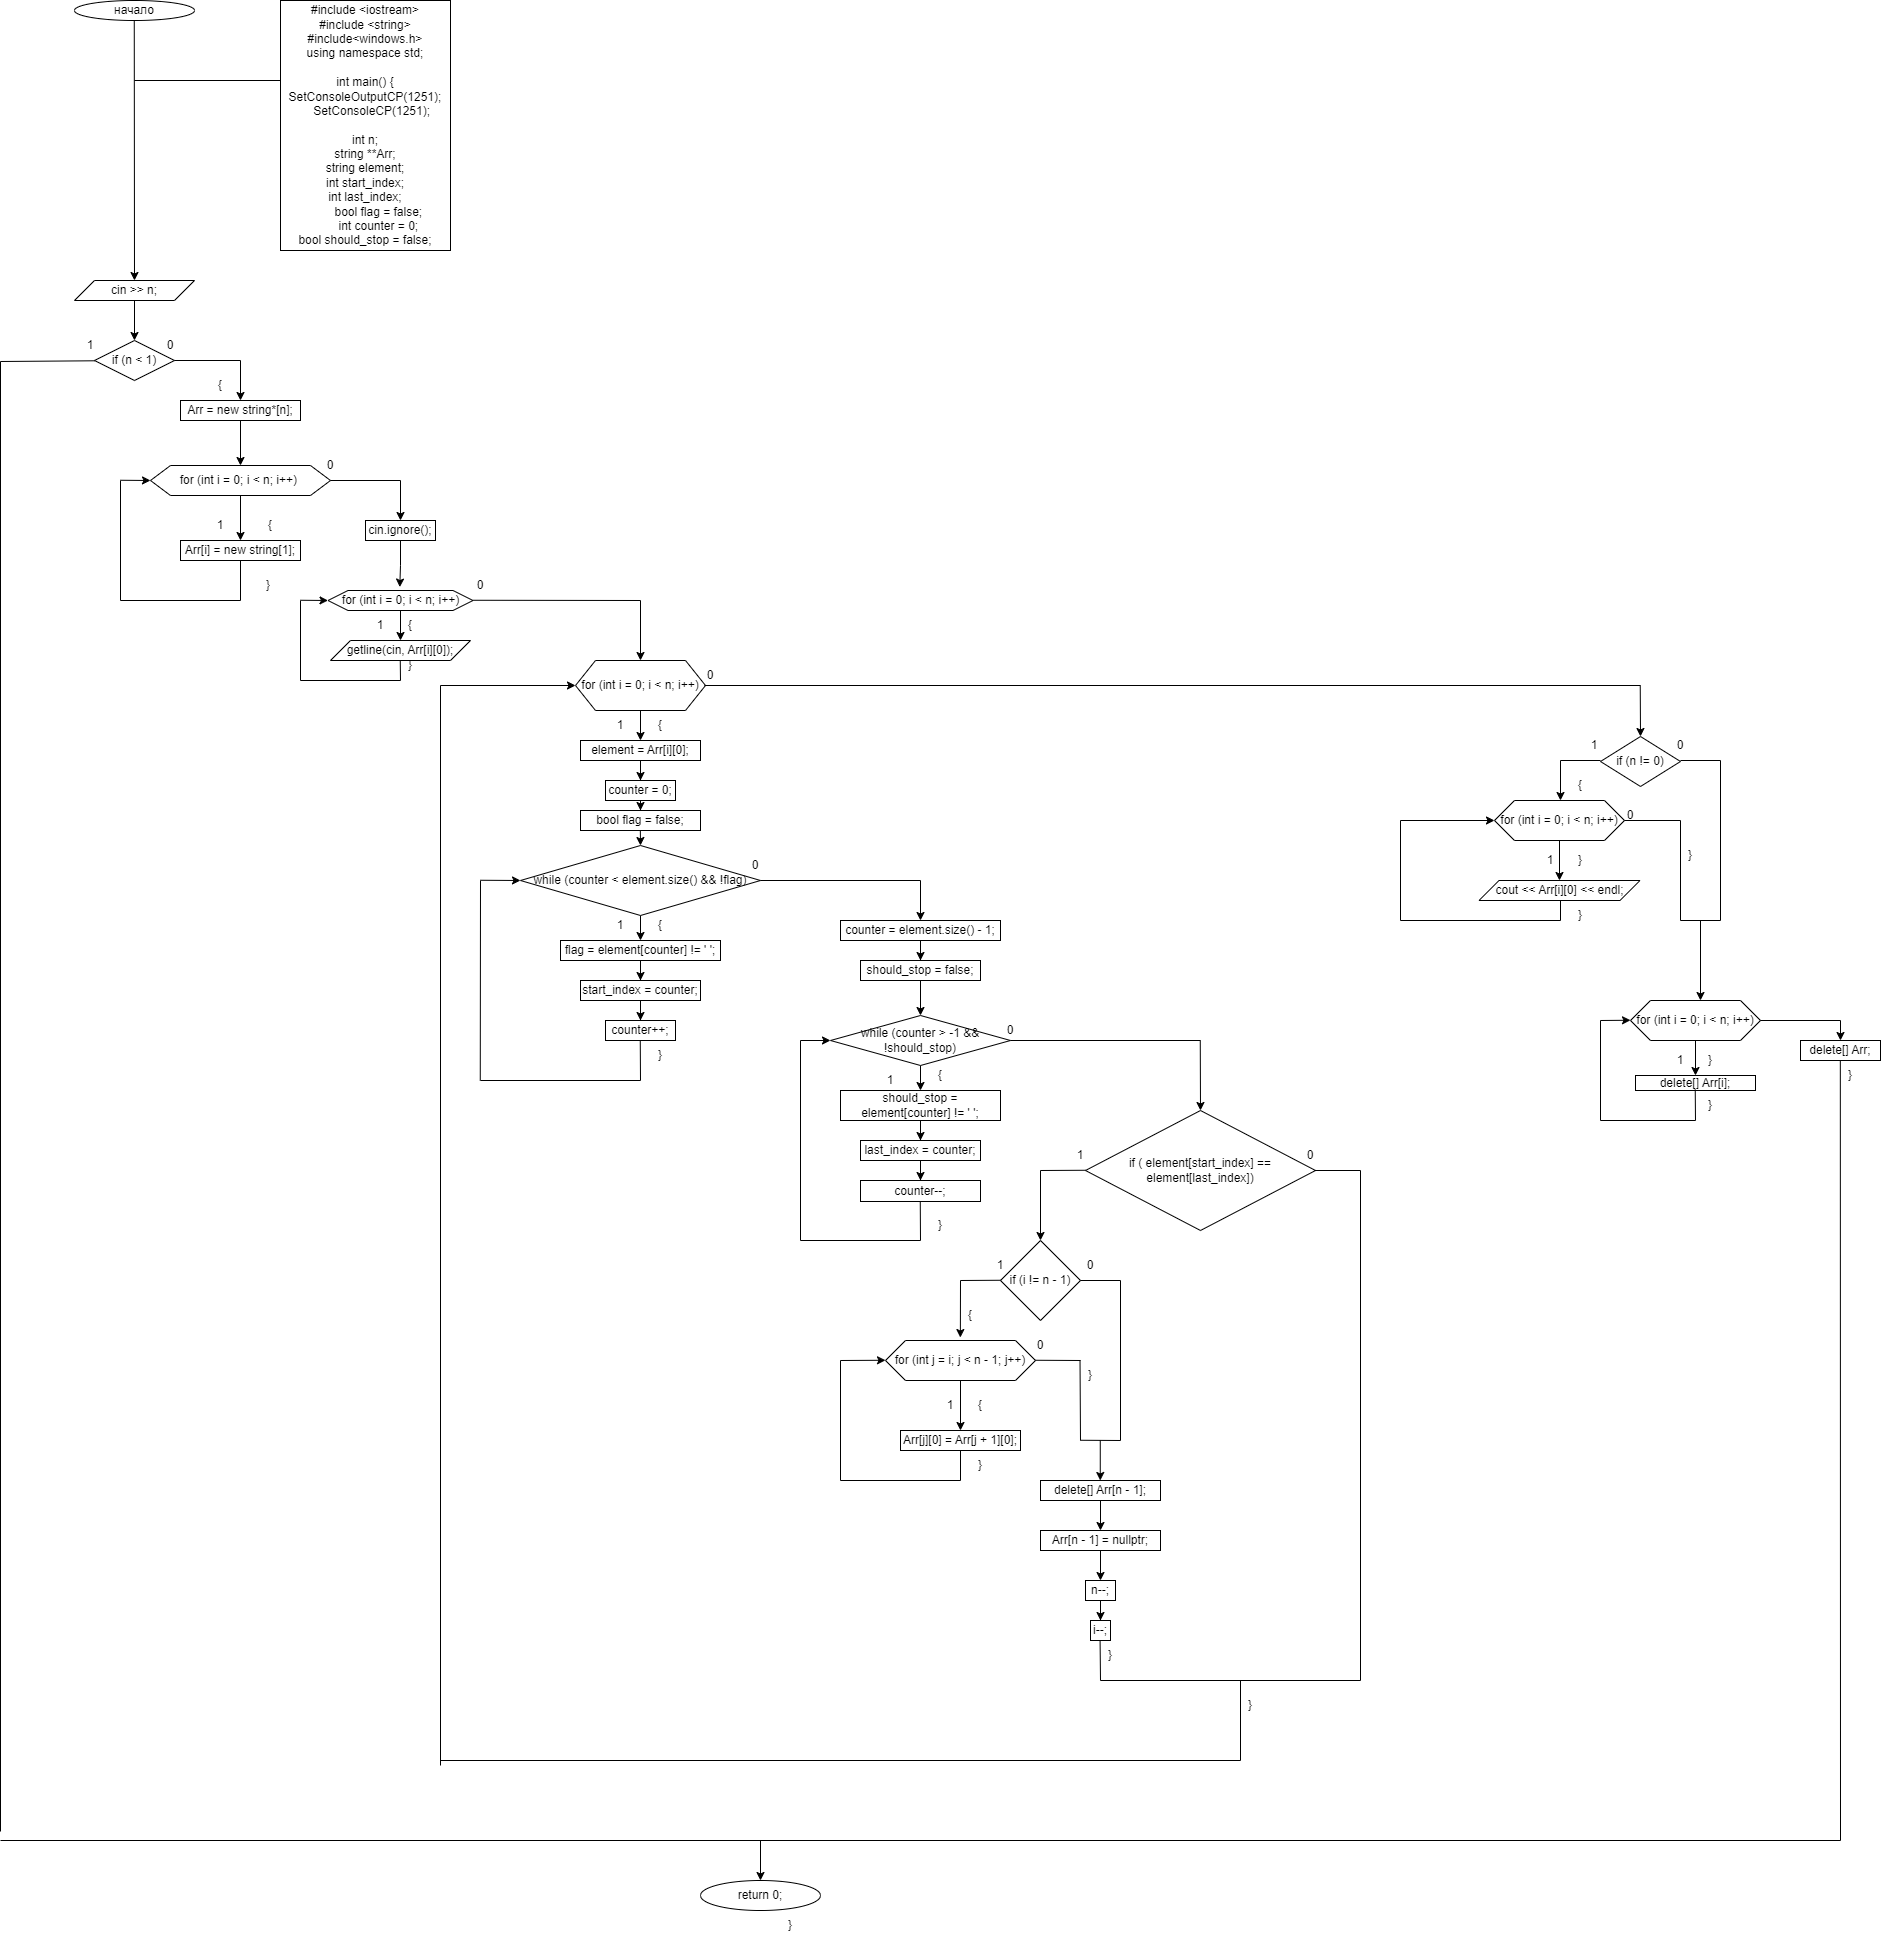 начало
#include <iostream>
#include <string>
#include<windows.h>
using namespace std;
int main() {
SetConsoleOutputCP(1251);
SetConsoleCP(1251);
int n;
string **Arr;
string element;
int start_index;
int last_index;
bool flag = false;
int counter = 0;
bool should_stop = false;
cin >> n;
1
0
if (n < 1)
{
Arr = new string*[n];
0
for (int i = 0; i < n; i++)
1
{
Arr[i] = new string[1];
}
cin.ignore();
0
for (int i = 0; i < n; i++)
1
{
getline(cin, Arr[i][0]);
}
0
for (int i = 0; i < n; i++)
1
{
element = Arr[i][0];
counter = 0;
bool flag = false;
0
while (counter < element.size() && !flag)
1
{
flag = element[counter] != ' ';
start_index = counter;
counter++;
}
counter = element.size() - 1;
should_stop = false;
0
while (counter > -1 &&
!should_stop)
1
{
should_stop =
element[counter] != ' ';
last_index = counter;
counter--;
}
1
0
if ( element[start_index] ==
element[last_index])
1
0
if (i != n - 1)
{
0
for (int j = i; j < n - 1; j++)
}
1
{
Arr[j][0] = Arr[j + 1][0];
}
delete[] Arr[n - 1];
Arr[n - 1] = nullptr;
n--;
i--;
}
}
1
0
if (n != 0)
{
0
for (int i = 0; i < n; i++)
}
1
}
cout << Arr[i][0] << endl;
}
for (int i = 0; i < n; i++)
1
}
delete[] Arr[i];
}
delete[] Arr;
}
return 0;
}